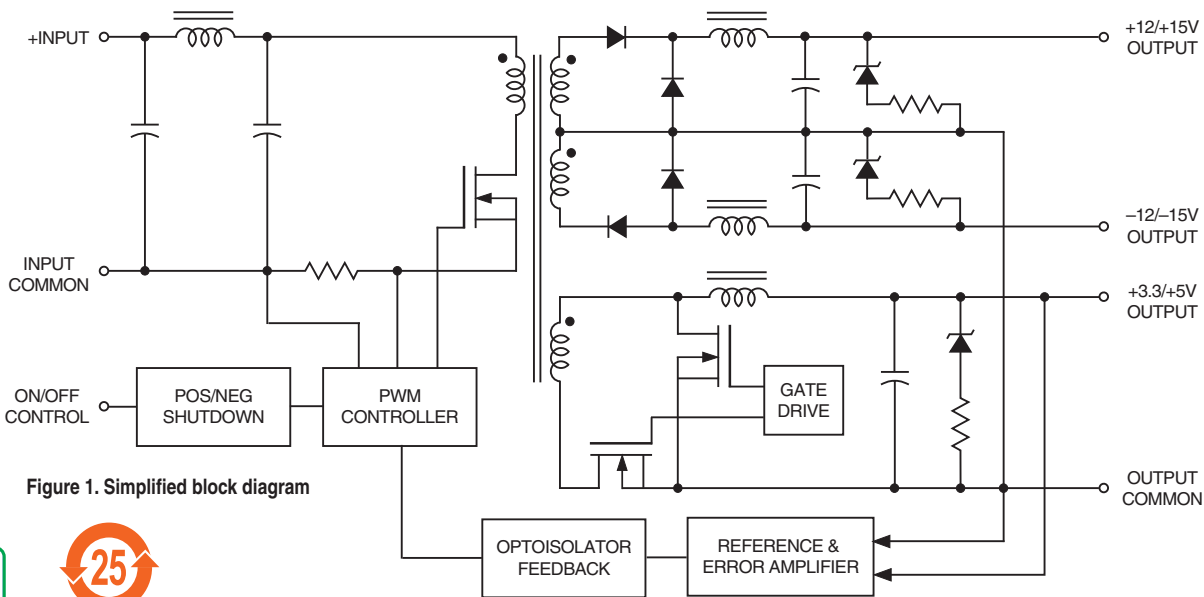 +INPUT
+12/+15V
OUTPUT
–12/–15V
OUTPUT
INPUT
COMMON
+3.3/+5V
OUTPUT
ON/OFF
CONTROL
POS/NEG
SHUTDOWN
PWM
CONTROLLER
GATE
DRIVE
Figure 1. Simplified block diagram
OUTPUT
COMMON
OPTOISOLATOR
FEEDBACK
REFERENCE &
ERROR AMPLIFIER
25